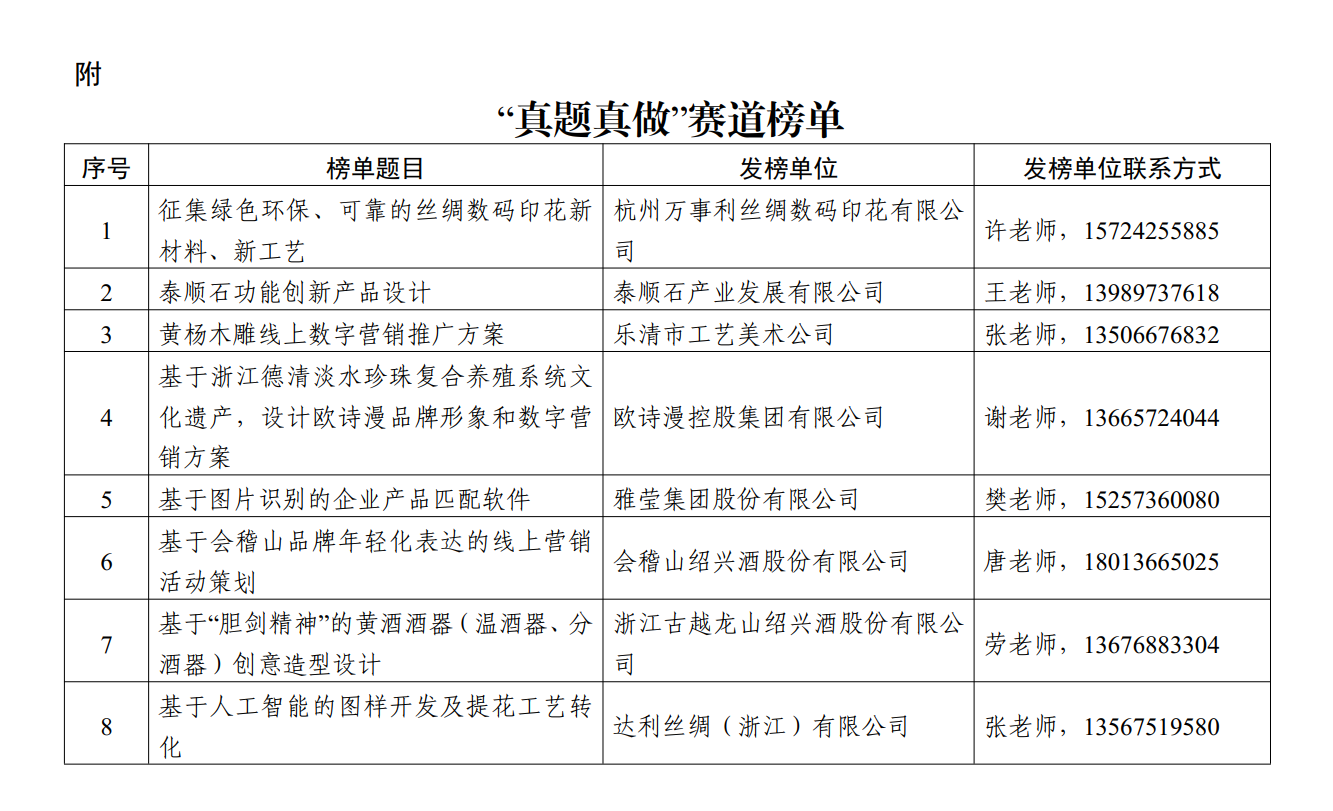 附
“真题真做”赛道榜单
序号 榜单题目 发榜单位 发榜单位联系方式
1 征集绿色环保、可靠的丝绸数码印花新 杭州万事利丝绸数码印花有限公 许老师，15724255885
材料、新工艺 司
2 泰顺石功能创新产品设计 泰顺石产业发展有限公司 王老师，13989737618
3 黄杨木雕线上数字营销推广方案 乐清市工艺美术公司 张老师，13506676832
4 基于浙江德清淡水珍珠复合养殖系统文
化遗产，设计欧诗漫品牌形象和数字营 欧诗漫控股集团有限公司 谢老师，13665724044
销方案
5 基于图片识别的企业产品匹配软件 雅莹集团股份有限公司 樊老师，15257360080
6 基于会稽山品牌年轻化表达的线上营销 会稽山绍兴酒股份有限公司 唐老师，18013665025
活动策划
7 基于“胆剑精神”的黄酒酒器（温酒器、分 浙江古越龙山绍兴酒股份有限公 劳老师，13676883304
酒器）创意造型设计 司
8 基于人工智能的图样开发及提花工艺转 达利丝绸（浙江）有限公司 张老师，13567519580
化